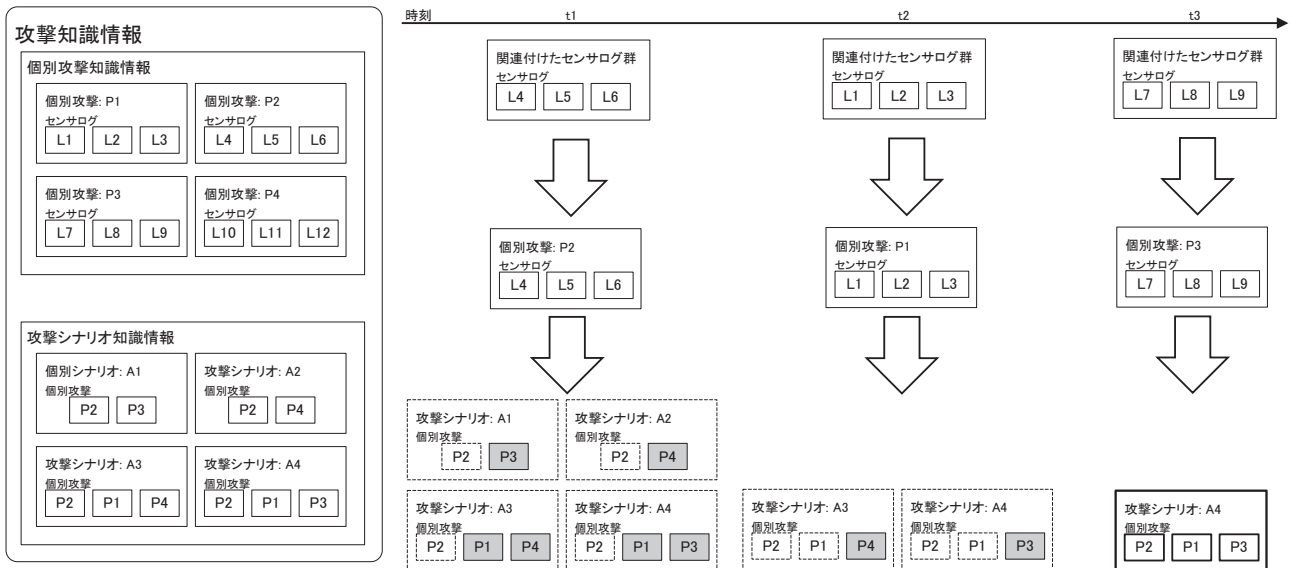 攻撃知識情報
個別攻撃知識情報
個別攻撃: P1
センサログ
L1 L2 L3
個別攻撃: P2
センサログ
L4 L5 L6
個別攻撃: P3
センサログ
L7 L8 L9
個別攻撃: P4
センサログ
L10 L11 L12
攻撃シナリオ知識情報
個別シナリオ: A1
個別攻撃
P2 P3
攻撃シナリオ: A2
個別攻撃
P2 P4
攻撃シナリオ: A3
個別攻撃
P2 P1 P4
攻撃シナリオ: A4
個別攻撃
P2 P1 P3
時刻 t1 t2 t3
関連付けたセンサログ群
センサログ
L4 L5 L6
個別攻撃: P2
センサログ
L4 L5 L6
攻撃シナリオ: A1
個別攻撃
P2 P3
攻撃シナリオ: A2
個別攻撃
P2 P4
攻撃シナリオ: A3
個別攻撃
P2 P1 P4
攻撃シナリオ: A4
個別攻撃
P2 P1 P3
関連付けたセンサログ群
センサログ
L1 L2 L3
個別攻撃: P1
センサログ
L1 L2 L3
攻撃シナリオ: A3
個別攻撃
P2 P1 P4
攻撃シナリオ: A4
個別攻撃
P2 P1 P3
関連付けたセンサログ群
センサログ
L7 L8 L9
個別攻撃: P3
センサログ
L7 L8 L9
攻撃シナリオ: A4
個別攻撃
P2 P1 P3